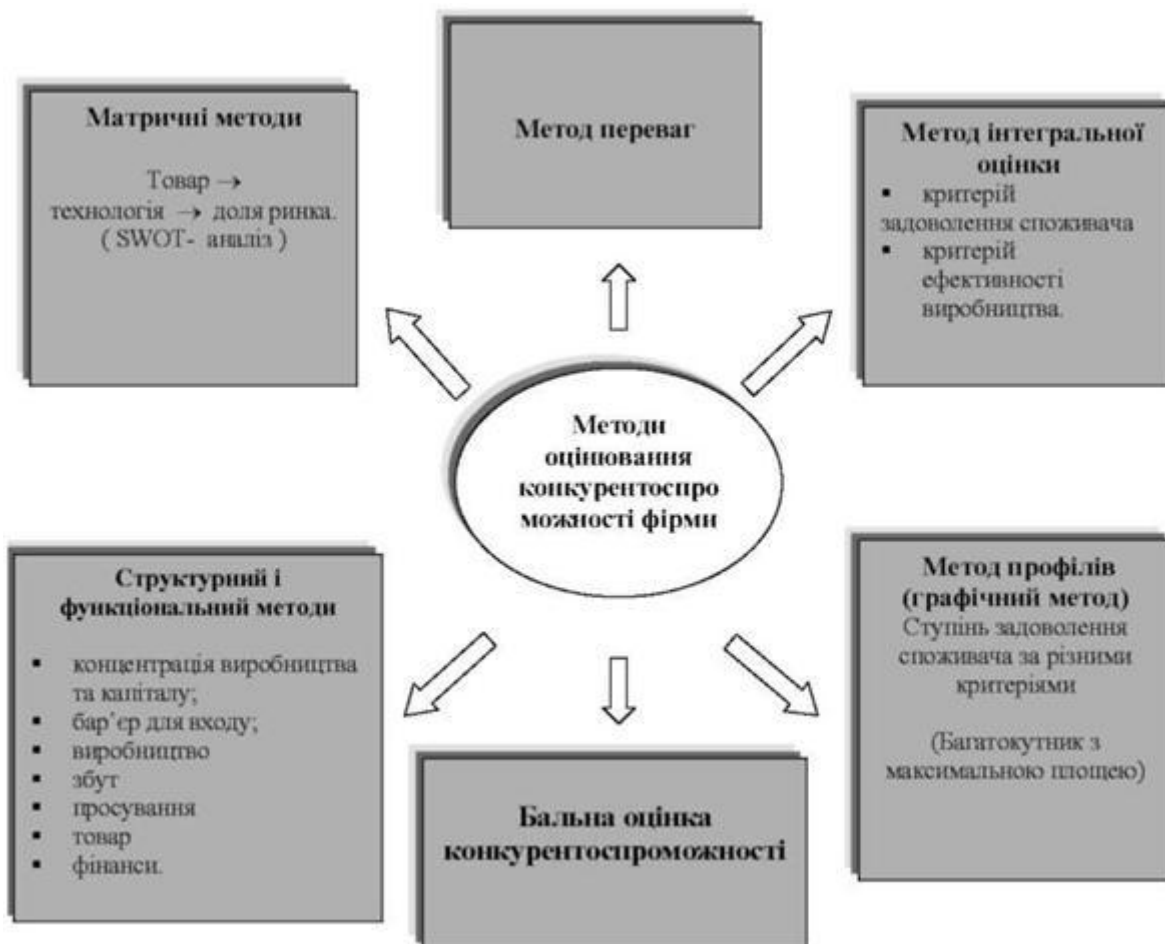 Метод переваг
Матричні методи
Товар →
технологія → доля ринка.
( SWOT- аналіз )
Метод інтегральної
оцінки
▪ критерій
задоволення споживача
▪ критерій
ефективності
виробництва.
Методи
оцінювання
конкурентоспро
можності фірми
Структурний і
функціональний методи
▪ концентрація виробництва
та капіталу;
▪ бар’єр для входу;
▪ виробництво
▪ збут
▪ просування
▪ товар
▪ фінанси.
Метод профілів
(графічний метод)
Ступінь задоволення
споживача за різними
критеріями
(Багатокутник з
максимальною площею)
Бальна оцінка
конкурентоспроможності